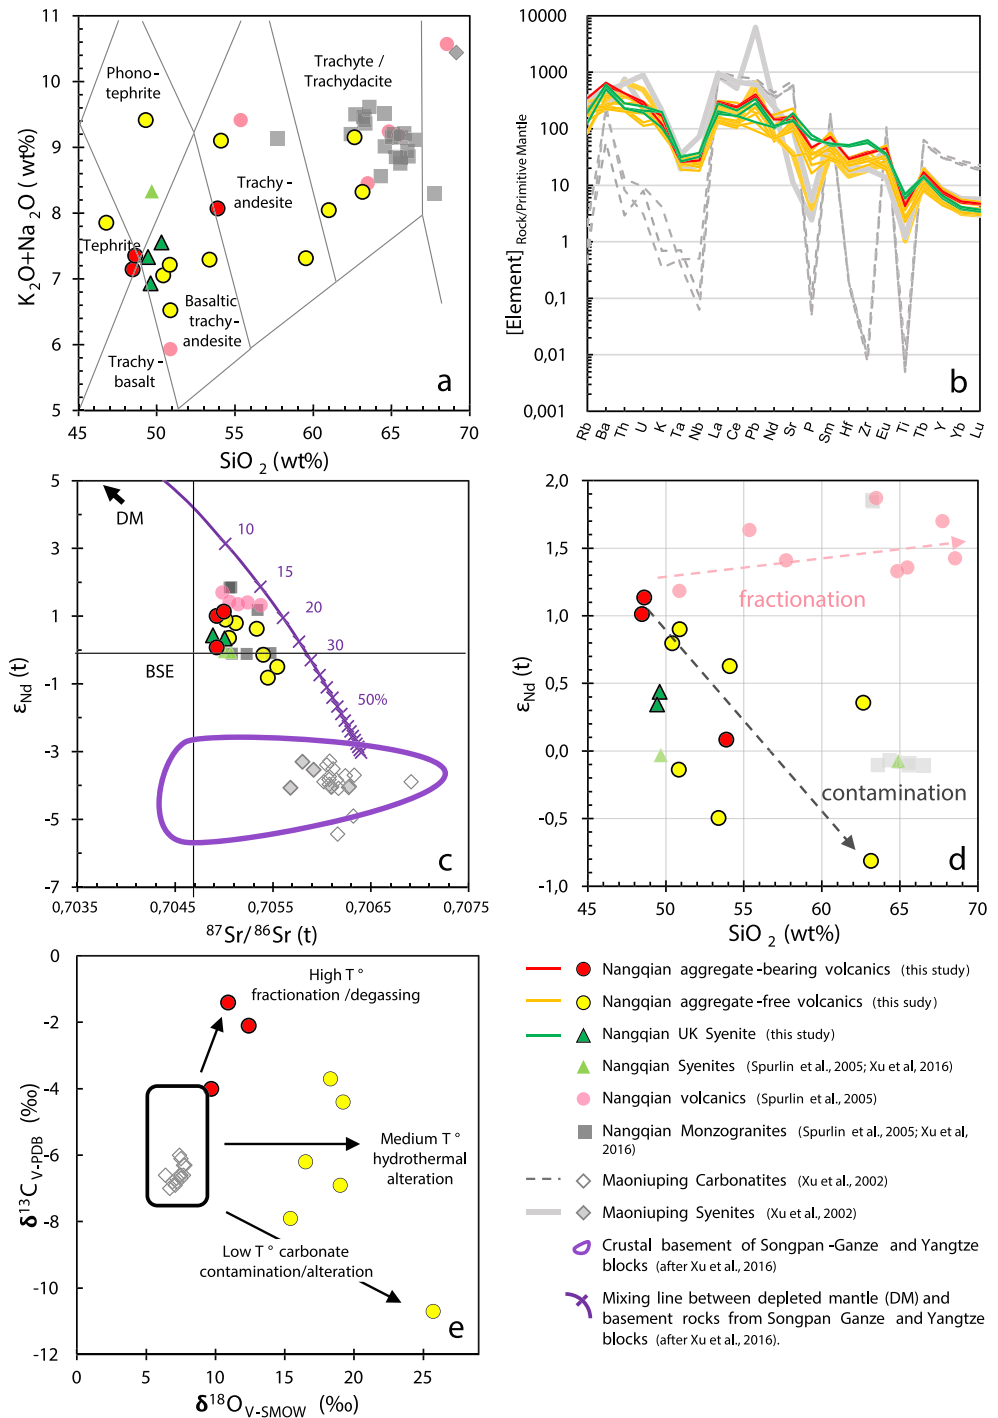 11
10
9
8
7
6
5
K2O+Na2O (wt%)
Phono-
tephrite
Trachyte /
Trachydacite
Trachy-
andesite
Tephrite
Basaltic
trachy-
andesite
Trachy-
basalt
a
45 50 55 60 65 70
SiO2 (wt%)
10000
1000
100
10
1
0,1
0,01
0,001
[Element] Rock/Primitive Mantle
b
Rb Ba Th U K Ta Nb La Ce Pb Nd Sr P Sm Hf Zr Eu Ti Tb Y Yb Lu
5
3
1
-1
-3
-5
-7
εNd (t)
DM
10
15
20
30
50%
BSE
c
0,7035 0,7045 0,7055 0,7065 0,7075
87Sr/86Sr (t)
2,0
1,5
1,0
0,5
0,0
-0,5
-1,0
εNd (t)
fractionation
contamination
d
45 50 55 60 65 70
SiO2 (wt%)
0
-2
-4
-6
-8
-10
-12
δ13CV-PDB (‰)
High T°
fractionation/degassing
Medium T°
hydrothermal
alteration
Low T° carbonate
contamination/alteration
e
0 5 10 15 20 25
δ18OV-SMOW (‰)
Nangqian aggregate-bearing volcanics (this study)
Nangqian aggregate-free volcanics (this sudy)
Nangqian UK Syenite (this study)
Nangqian Syenites (Spurlin et al., 2005; Xu et al, 2016)
Nangqian volcanics (Spurlin et al., 2005)
Nangqian Monzogranites (Spurlin et al., 2005; Xu et al,
2016)
Maoniuping Carbonatites (Xu et al., 2002)
Maoniuping Syenites (Xu et al., 2002)
Crustal basement of Songpan-Ganze and Yangtze
blocks (after Xu et al., 2016)
Mixing line between depleted mantle (DM) and
basement rocks from Songpan Ganze and Yangtze
blocks (after Xu et al., 2016).